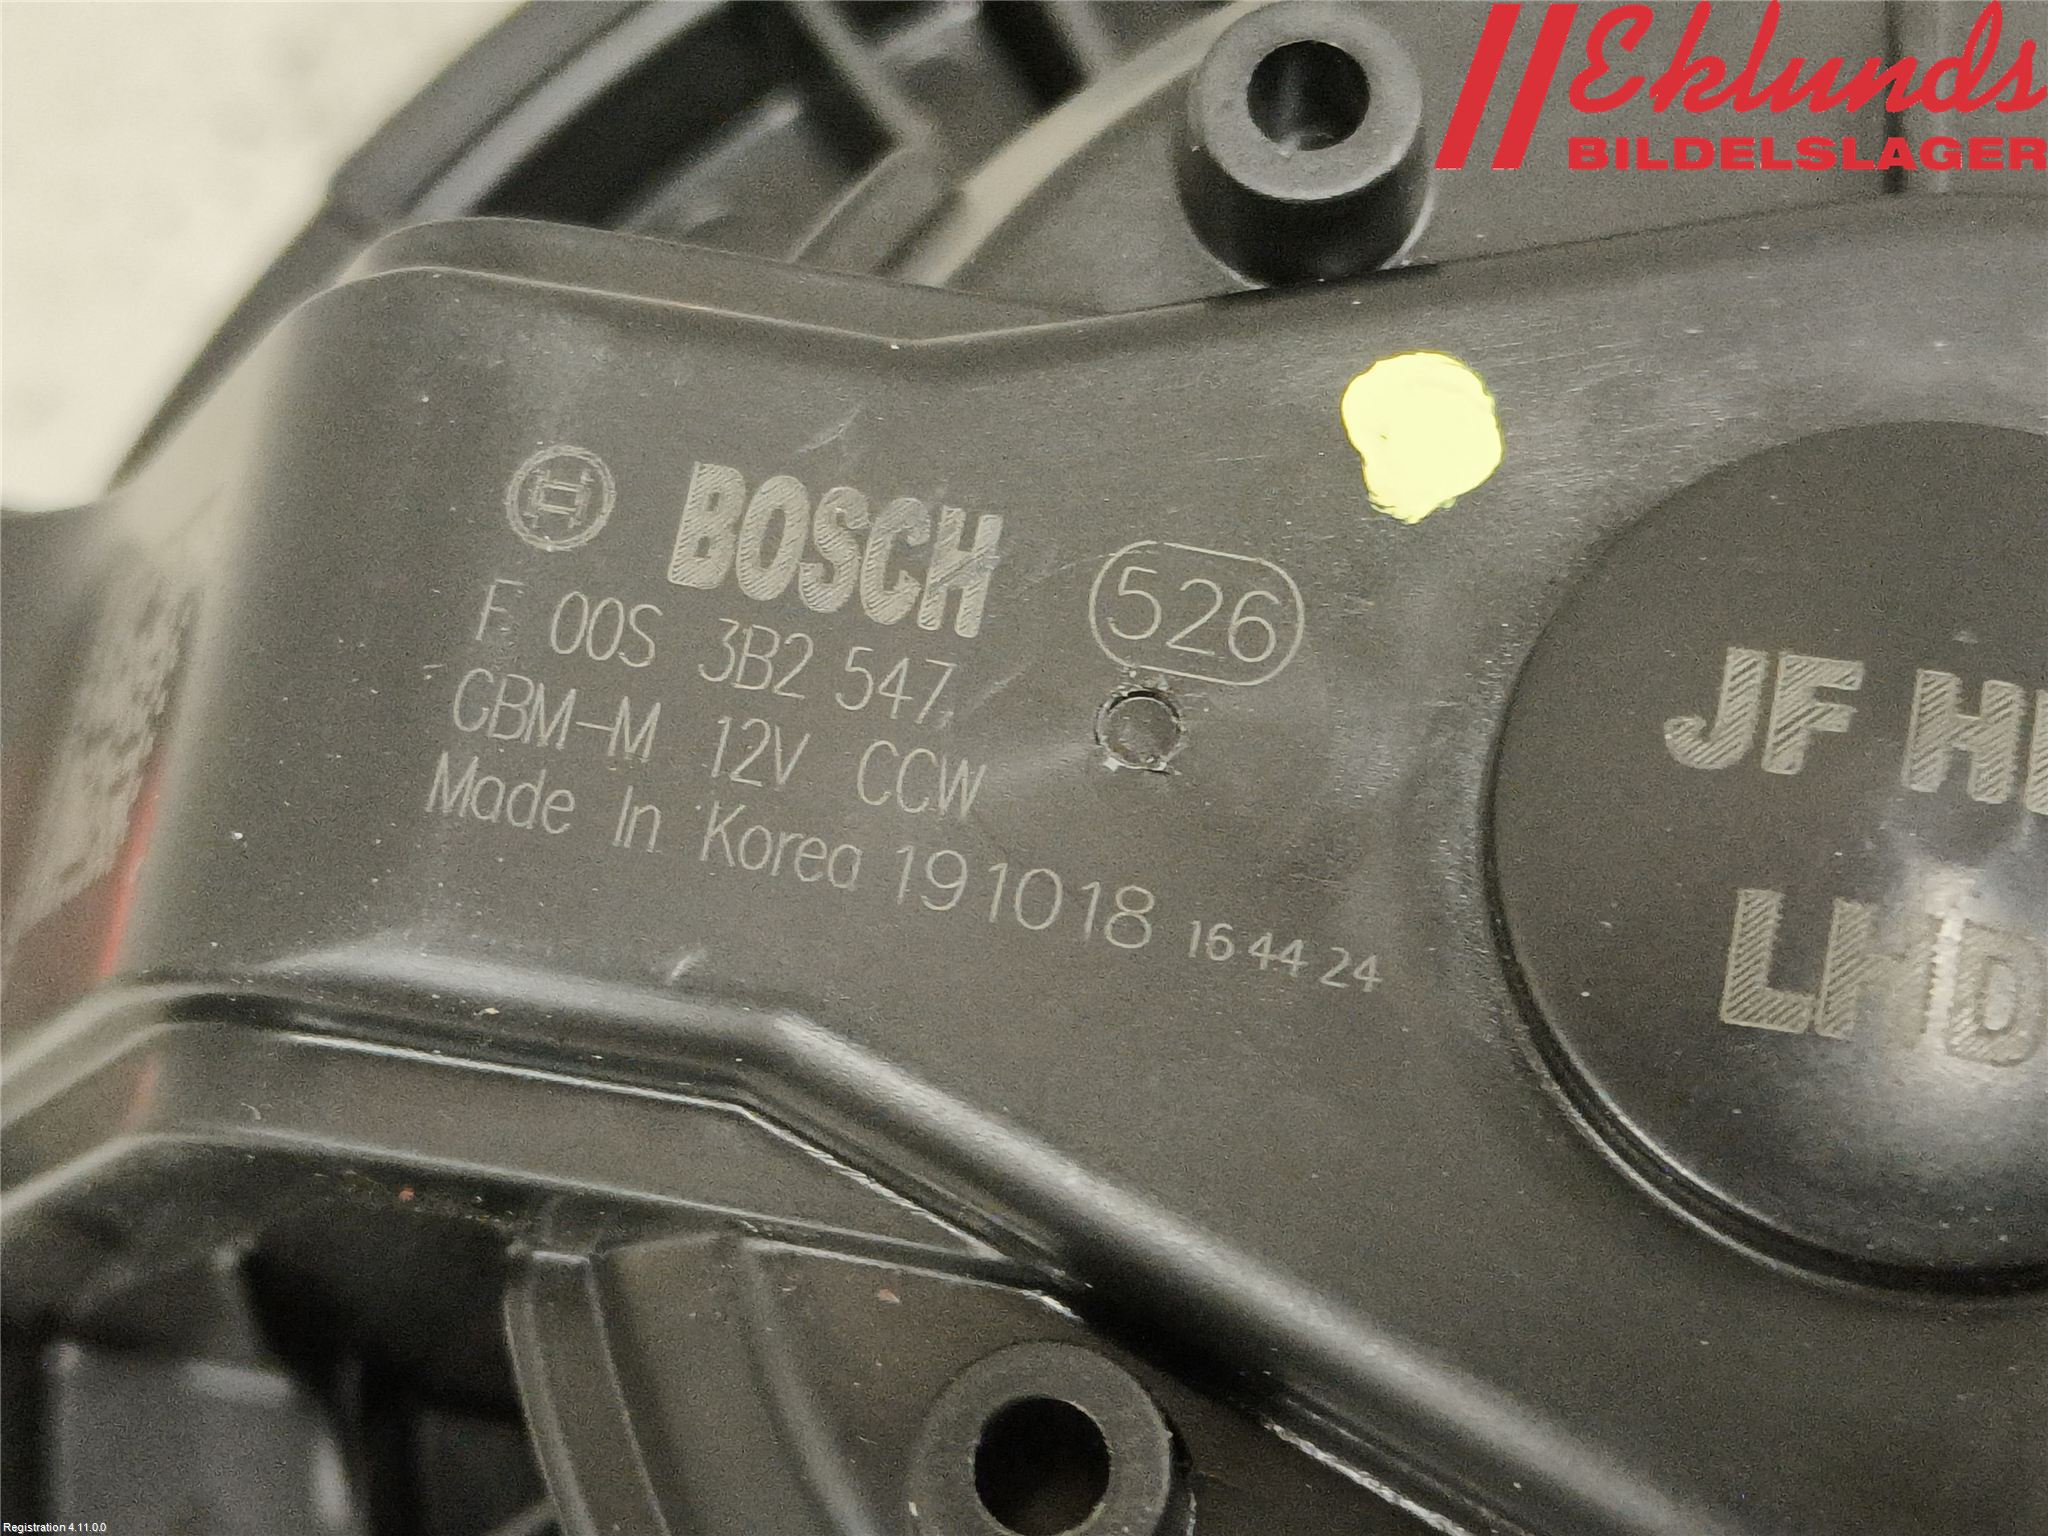 Eklunds
BILDELSLAGER
BOSCH
526
F 00S 3B2 547
CBM-M 12V CCW
Made In Korea 191018 16 44 24
JF
LHD
Registration 4.11.0.0